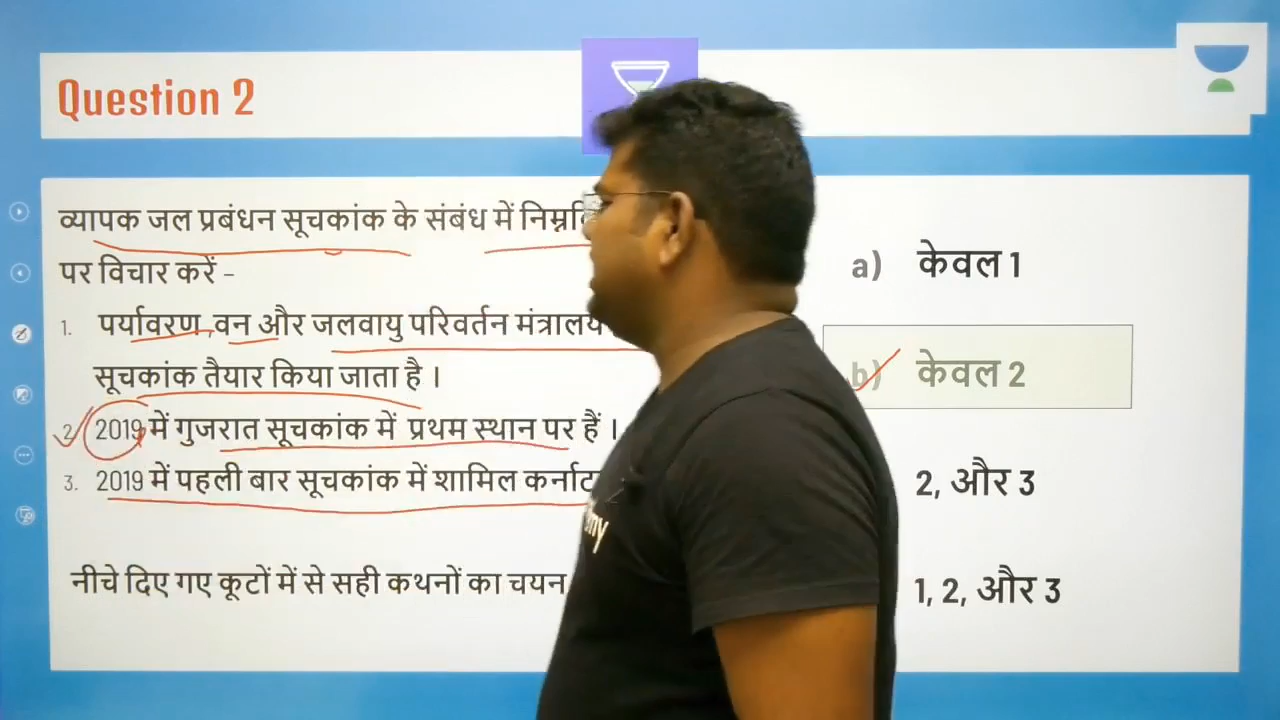 Question 2
व्यापक जल प्रबंधन सूचकांक के संबंध में
पर विचार करें -
1. पर्यावरण ,वन और जलवायु परिवर्तन मंत्रालय
सूचकांक तैयार किया जाता है ।
2. 2019 में गुजरात सूचकांक में प्रथम स्थान पर हैं ।
3. 2019 में पहली बार सूचकांक में शामिल
नीचे दिए गए कूटों में से सही कथनों का चयन
a) केवल 1
b) केवल 2
2, और 3
1, 2, और 3